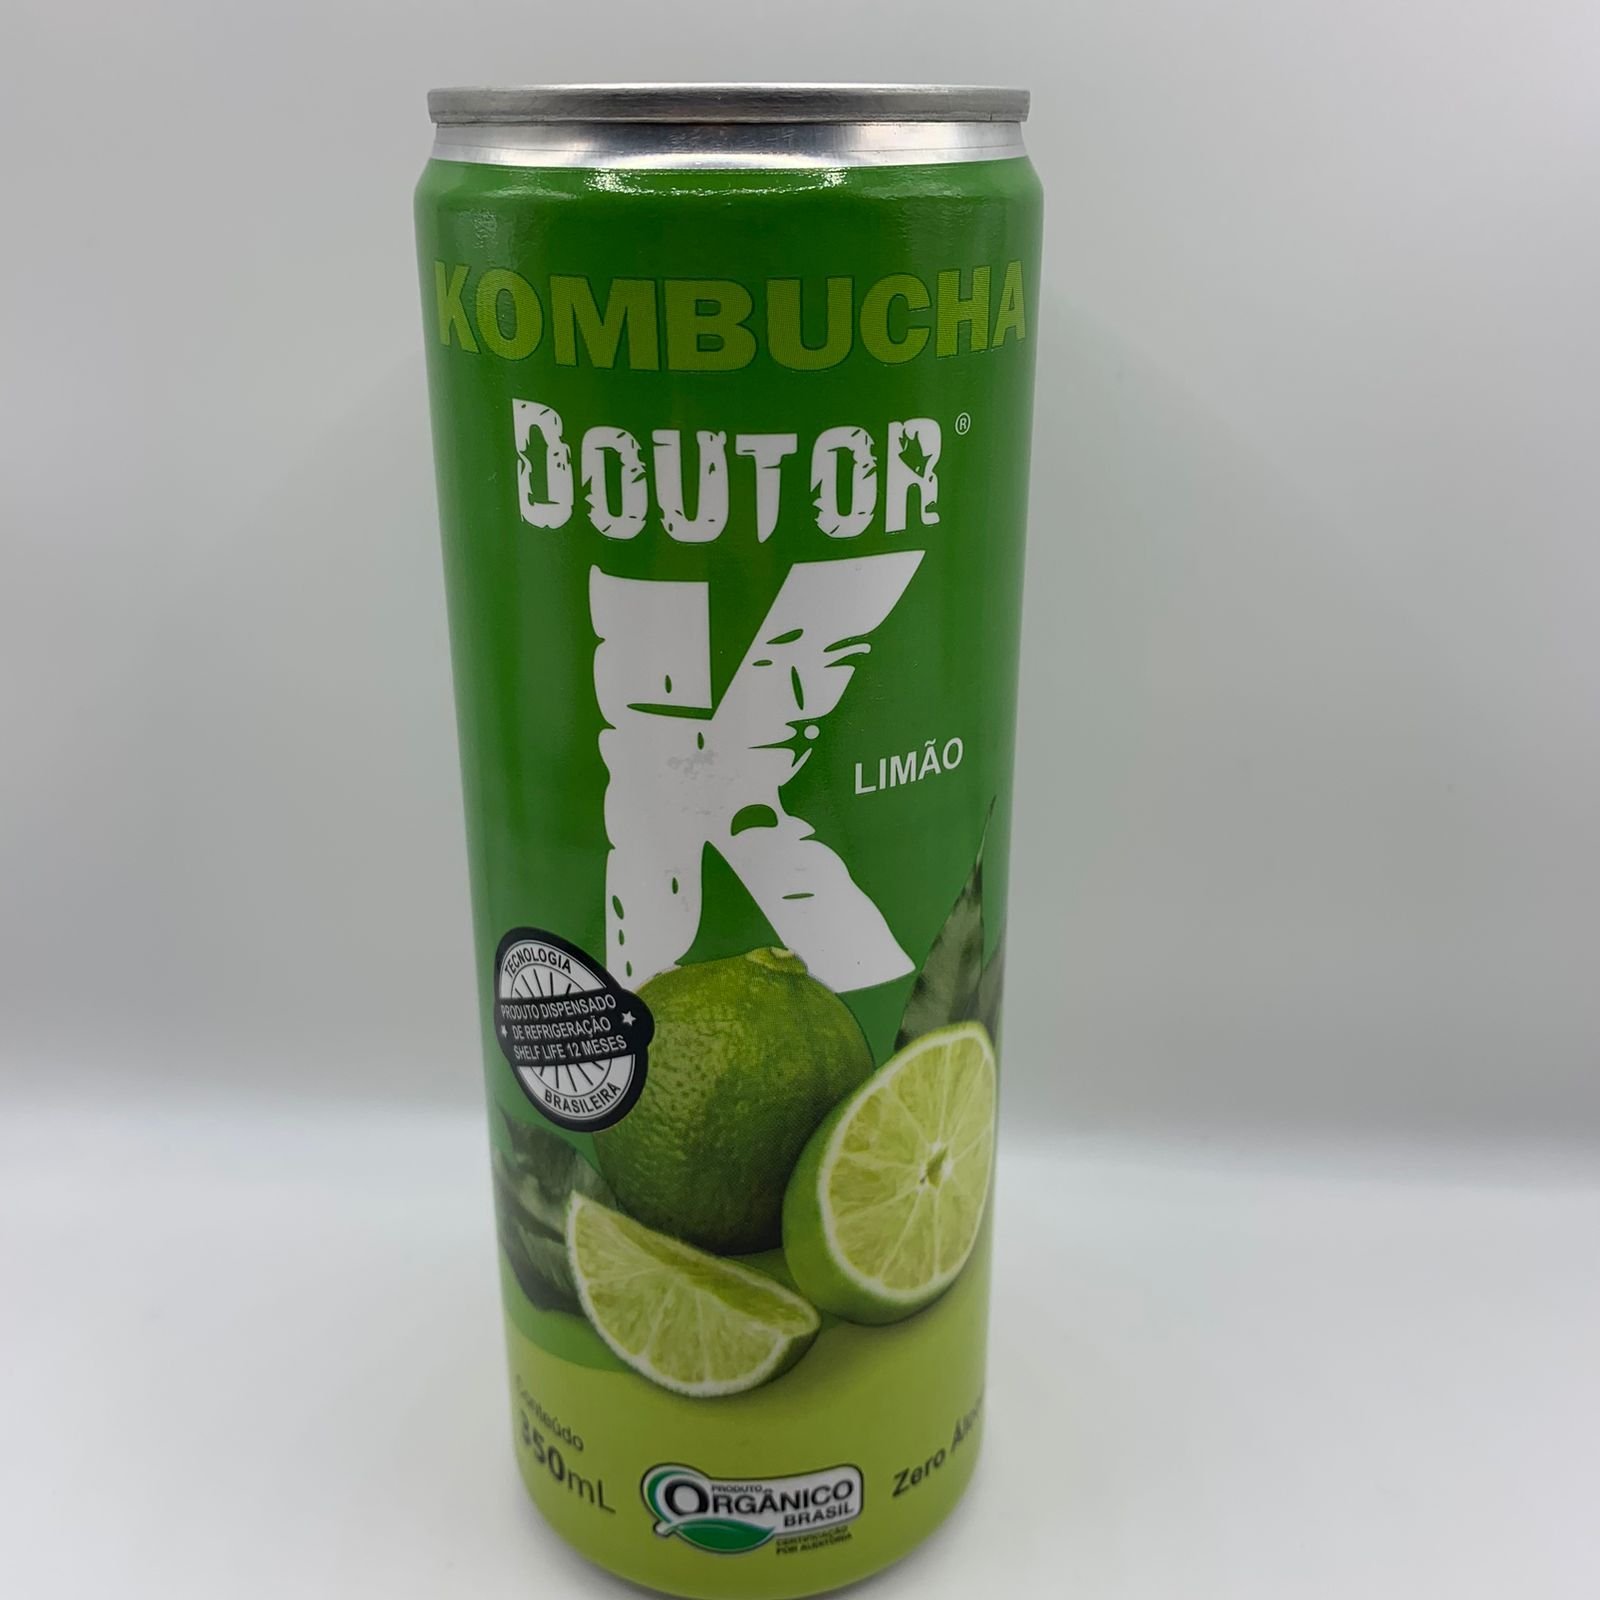 KOMBUCHA
DOUTOR®
K
LIMÃO
TECNOLOGIA
PRODUTO DISPENSADO
DE REFRIGERAÇÃO
SHELF LIFE 12 MESES
BRASILEIRA
Conteúdo
350mL
PRODUTO
ORGÂNICO
BRASIL
CERTIFICAÇÃO
POR AUDITORIA
Zero